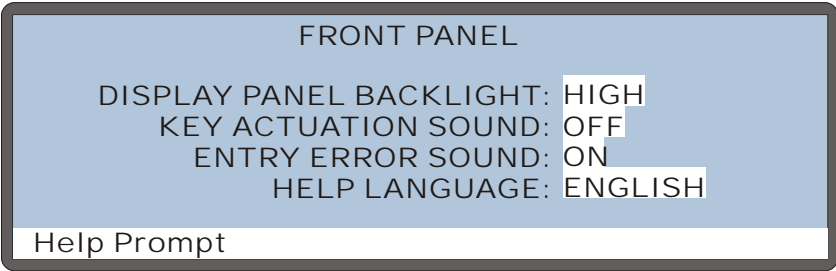 FRONT PANEL
DISPLAY PANEL BACKLIGHT: HIGH
KEY ACTUATION SOUND: OFF
ENTRY ERROR SOUND: ON
HELP LANGUAGE: ENGLISH
Help Prompt